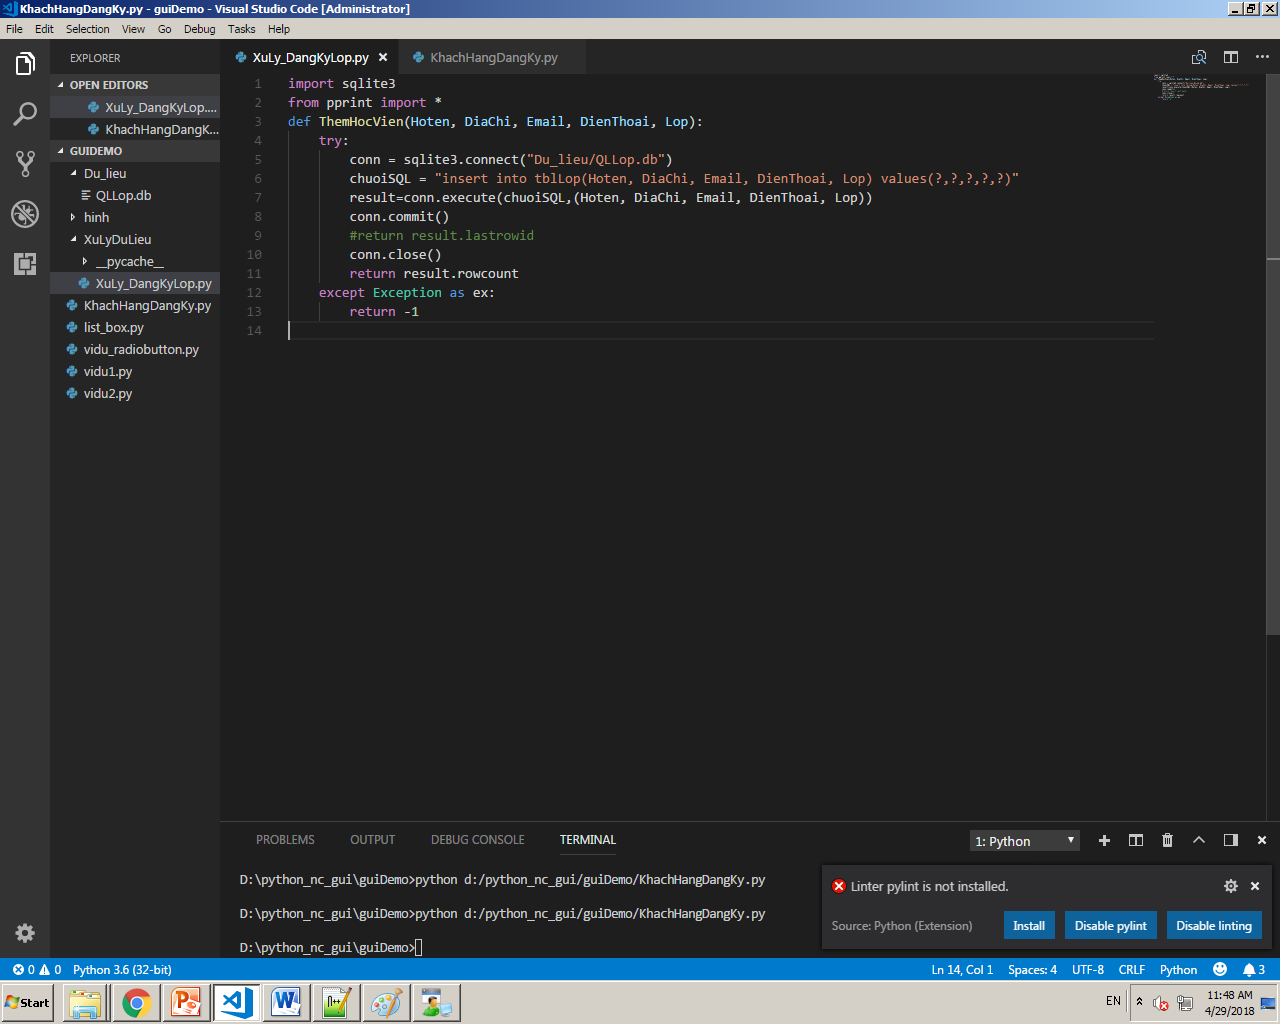 KhachHangDangKy.py - guiDemo - Visual Studio Code [Administrator]
File Edit Selection View Go Debug Tasks Help
EXPLORER
OPEN EDITORS
XuLy_DangKyLop....
KhachHangDangK...
GUIDEMO
Du_lieu
QLLop.db
hinh
XuLyDuLieu
__pycache__
XuLy_DangKyLop.py
KhachHangDangKy.py
list_box.py
vidu_radiobutton.py
vidu1.py
vidu2.py
XuLy_DangKyLop.py KhachHangDangKy.py
1 import sqlite3
2 from pprint import *
3 def ThemHocVien(Hoten, DiaChi, Email, DienThoai, Lop):
4 try:
5 conn = sqlite3.connect("Du_lieu/QLLop.db")
6 chuoiSQL = "insert into tblLop(Hoten, DiaChi, Email, DienThoai, Lop) values(?,?,?,?,?)"
7 result=conn.execute(chuoiSQL,(Hoten, DiaChi, Email, DienThoai, Lop))
8 conn.commit()
9 #return result.lastrowid
10 conn.close()
11 return result.rowcount
12 except Exception as ex:
13 return -1
14
PROBLEMS OUTPUT DEBUG CONSOLE TERMINAL
1: Python
D:\python_nc_gui\guiDemo>python d:/python_nc_gui/guiDemo/KhachHangDangKy.py
D:\python_nc_gui\guiDemo>python d:/python_nc_gui/guiDemo/KhachHangDangKy.py
D:\python_nc_gui\guiDemo>
Linter pylint is not installed.
Source: Python (Extension) Install Disable pylint Disable linting
0 0 Python 3.6 (32-bit) Ln 14, Col 1 Spaces: 4 UTF-8 CRLF Python 3
Start EN 11:48 AM
4/29/2018